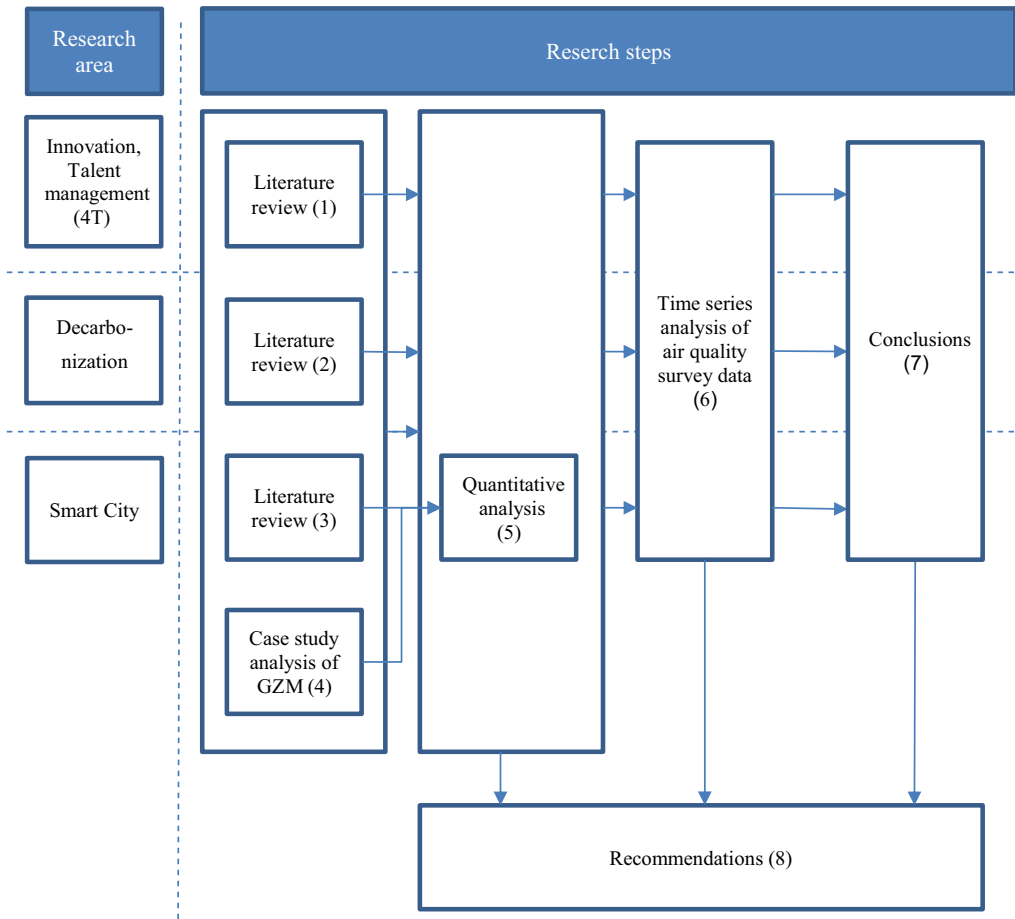 Research
area
Reserch steps
Innovation,
Talent
management
(4T)
Literature
review (1)
Decarbo-
nization
Literature
review (2)
Time series
analysis of
air quality
survey data
(6)
Conclusions
(7)
Smart City
Literature
review (3)
Quantitative
analysis
(5)
Case study
analysis of
GZM (4)
Recommendations (8)